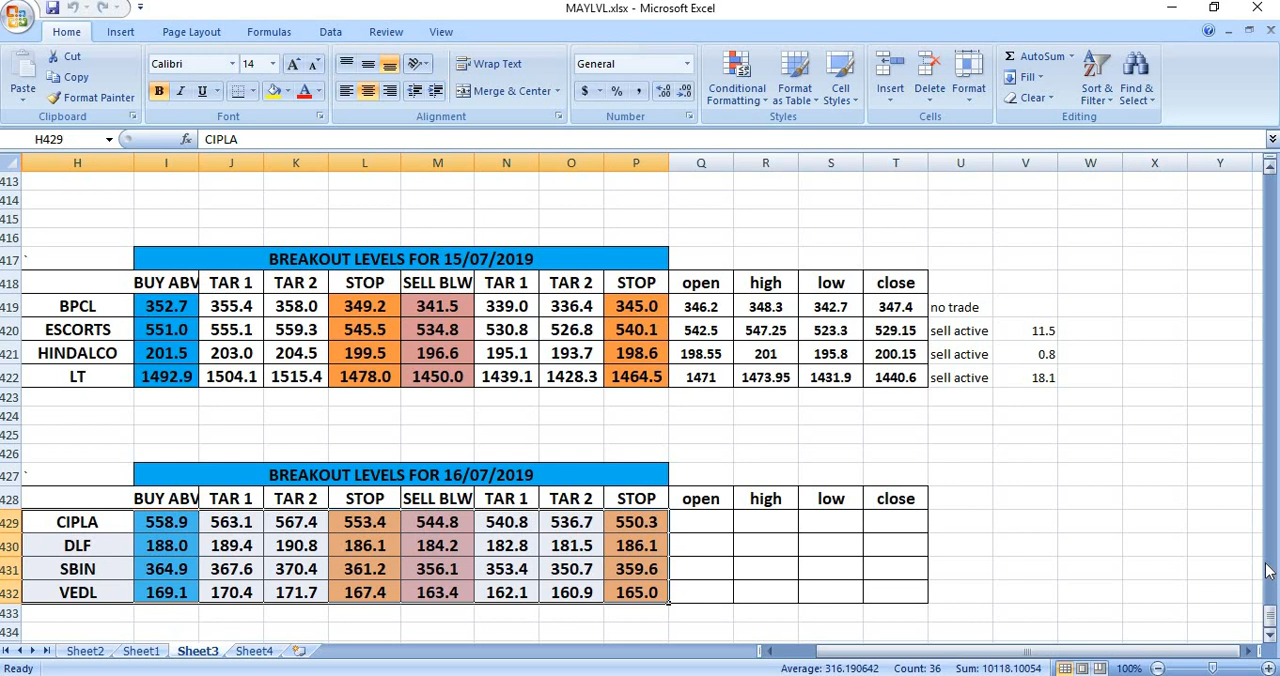 MAYLVL.xlsx - Microsoft Excel
Home Insert Page Layout Formulas Data Review View
Cut
Copy
Format Painter
Paste
Clipboard
Calibri 14 A A
B I U A
Font
Wrap Text
Merge & Center
Alignment
General
$ % , .0 .00 .00 .0
Number
Conditional Formatting
Format as Table
Cell Styles
Styles
Insert Delete Format
Cells
Σ AutoSum
Fill
Clear
Sort & Filter
Find & Select
Editing
H429 fx CIPLA
H I J K L M N O P Q R S T U V W X Y
413
414
415
416
417 ` BREAKOUT LEVELS FOR 15/07/2019
418 BUY ABV TAR 1 TAR 2 STOP SELL BLW TAR 1 TAR 2 STOP open high low close
419 BPCL 352.7 355.4 358.0 349.2 341.5 339.0 336.4 345.0 346.2 348.3 342.7 347.4 no trade
420 ESCORTS 551.0 555.1 559.3 545.5 534.8 530.8 526.8 540.1 542.5 547.25 523.3 529.15 sell active 11.5
421 HINDALCO 201.5 203.0 204.5 199.5 196.6 195.1 193.7 198.6 198.55 201 195.8 200.15 sell active 0.8
422 LT 1492.9 1504.1 1515.4 1478.0 1450.0 1439.1 1428.3 1464.5 1471 1473.95 1431.9 1440.6 sell active 18.1
423
424
425
426
427 ` BREAKOUT LEVELS FOR 16/07/2019
428 BUY ABV TAR 1 TAR 2 STOP SELL BLW TAR 1 TAR 2 STOP open high low close
429 CIPLA 558.9 563.1 567.4 553.4 544.8 540.8 536.7 550.3
430 DLF 188.0 189.4 190.8 186.1 184.2 182.8 181.5 186.1
431 SBIN 364.9 367.6 370.4 361.2 356.1 353.4 350.7 359.6
432 VEDL 169.1 170.4 171.7 167.4 163.4 162.1 160.9 165.0
433
434
Sheet2 Sheet1 Sheet3 Sheet4
Ready Average: 316.190642 Count: 36 Sum: 10118.10054 100%